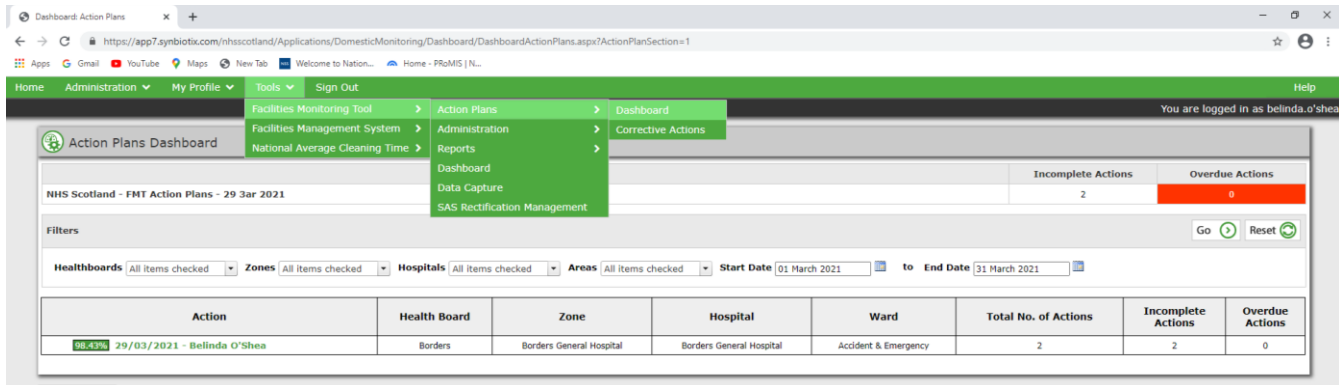 Dashboard: Action Plans
https://app7.synbiotix.com/nhsscotland/Applications/DomesticMonitoring/Dashboard/DashboardActionPlans.aspx?ActionPlanSection=1
Apps Gmail YouTube Maps New Tab Welcome to Nation... Home - PRoMIS | N...
Home Administration My Profile Tools Sign Out Help
Facilities Monitoring Tool Action Plans Dashboard You are logged in as belinda.o'shea
Facilities Management System Administration Corrective Actions
Action Plans Dashboard National Average Cleaning Time Reports
Dashboard
Data Capture
SAS Rectification Management
Incomplete Actions Overdue Actions
NHS Scotland - FMT Action Plans - 29 3ar 2021 2 0
Filters Go Reset
Healthboards All items checked Zones All items checked Hospitals All items checked Areas All items checked Start Date 01 March 2021 to End Date 31 March 2021
Action Health Board Zone Hospital Ward Total No. of Actions Incomplete Actions Overdue Actions
98.43% 29/03/2021 - Belinda O'Shea Borders Borders General Hospital Borders General Hospital Accident & Emergency 2 2 0